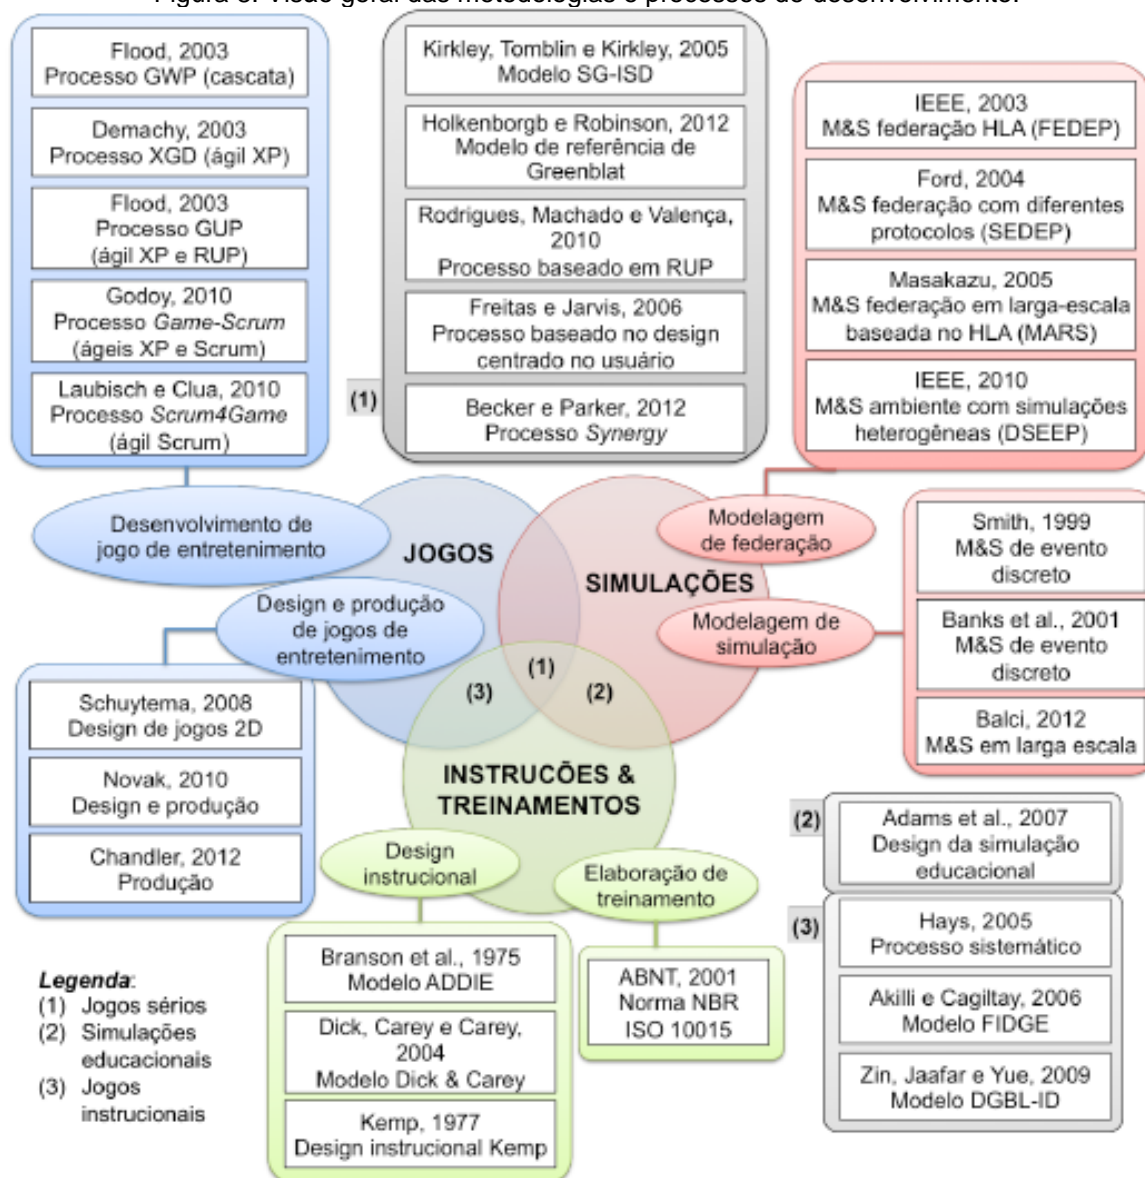 Figura 3. Visão geral das metodologias e processos de desenvolvimento.
Flood, 2003
Processo GWP (cascata)
Demachy, 2003
Processo XGD (ágil XP)
Flood, 2003
Processo GUP
(ágil XP e RUP)
Godoy, 2010
Processo Game-Scrum
(ágeis XP e Scrum)
Laubisch e Clua, 2010
Processo Scrum4Game
(ágil Scrum)
Kirkley, Tomblin e Kirkley, 2005
Modelo SG-ISD
Holkenborgb e Robinson, 2012
Modelo de referência de
Greenblat
Rodrigues, Machado e Valença,
2010
Processo baseado em RUP
Freitas e Jarvis, 2006
Processo baseado no design
centrado no usuário
(1)
Becker e Parker, 2012
Processo Synergy
IEEE, 2003
M&S federação HLA (FEDEP)
Ford, 2004
M&S federação com diferentes
protocolos (SEDEP)
Masakazu, 2005
M&S federação em larga-escala
baseada no HLA (MARS)
IEEE, 2010
M&S ambiente com simulações
heterogêneas (DSEEP)
Desenvolvimento de
jogo de entretenimento
JOGOS
SIMULAÇÕES
Modelagem
de federação
Design e produção
de jogos de
entretenimento
Modelagem de
simulação
Smith, 1999
M&S de evento
discreto
Banks et al., 2001
M&S de evento
discreto
Balci, 2012
M&S em larga escala
(1)
(3)
(2)
Schuytema, 2008
Design de jogos 2D
Novak, 2010
Design e produção
Chandler, 2012
Produção
INSTRUCÕES &
TREINAMENTOS
Design
instrucional
Elaboração de
treinamento
(2)
Adams et al., 2007
Design da simulação
educacional
(3)
Hays, 2005
Processo sistemático
Akilli e Cagiltay, 2006
Modelo FIDGE
Zin, Jaafar e Yue, 2009
Modelo DGBL-ID
Branson et al., 1975
Modelo ADDIE
Dick, Carey e Carey,
2004
Modelo Dick & Carey
Kemp, 1977
Design instrucional Kemp
ABNT, 2001
Norma NBR
ISO 10015
Legenda:
(1) Jogos sérios
(2) Simulações
educacionais
(3) Jogos
instrucionais